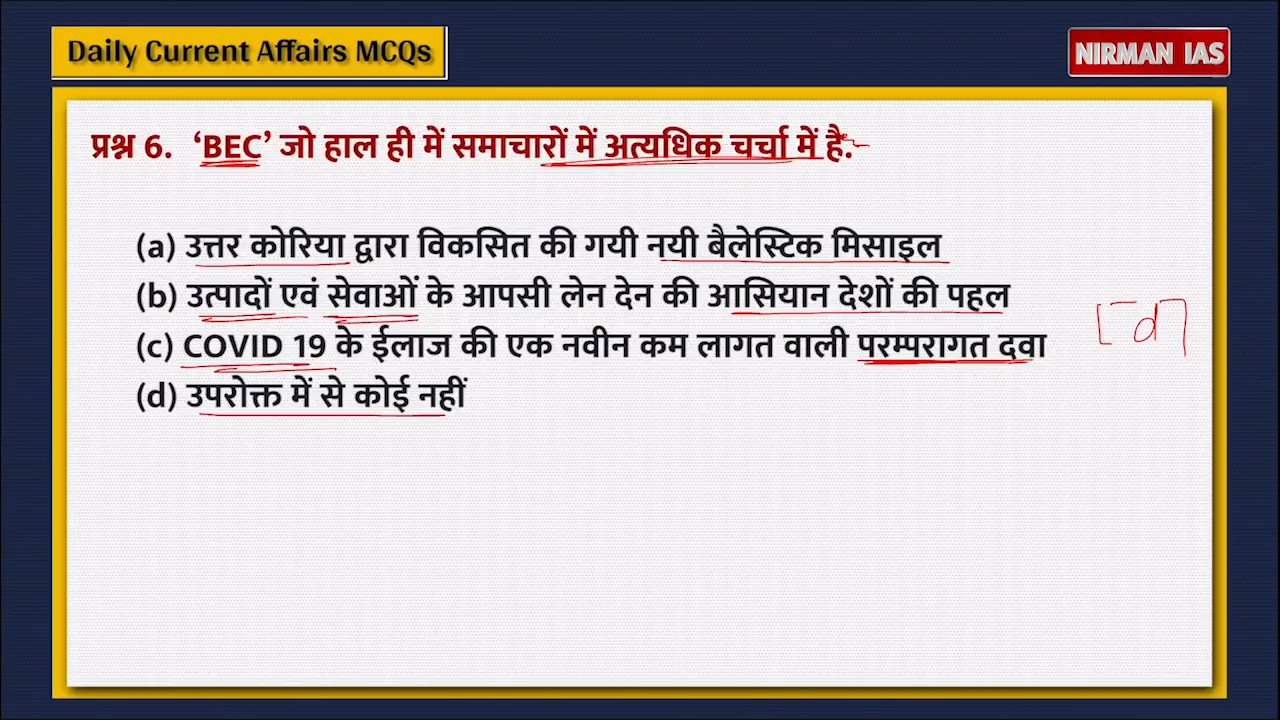 Daily Current Affairs MCQs
NIRMAN IAS
प्रश्न 6. ‘BEC’ जो हाल ही में समाचारों में अत्यधिक चर्चा में है.
(a) उत्तर कोरिया द्वारा विकसित की गयी नयी बैलेस्टिक मिसाइल
(b) उत्पादों एवं सेवाओं के आपसी लेन देन की आसियान देशों की पहल
(c) COVID 19 के ईलाज की एक नवीन कम लागत वाली परम्परागत दवा
[d]
(d) उपरोक्त में से कोई नहीं